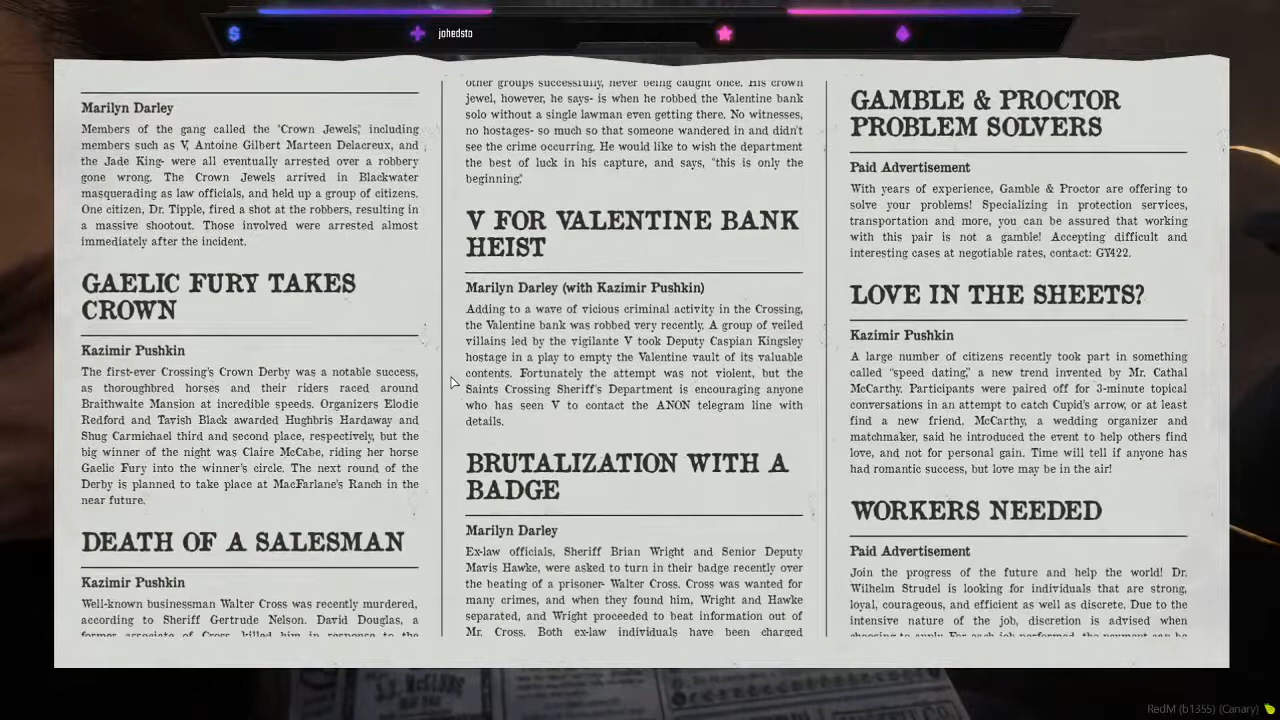 $ jahedsta
Marilyn Darley
Members of the gang called the "Crown Jewels," including
members such as V, Antoine Gilbert Marteen Delacreux, and
the Jade King- were all eventually arrested over a robbery
gone wrong. The Crown Jewels arrived in Blackwater
masquerading as law officials, and held up a group of citizens.
One citizen, Dr. Tipple, fired a shot at the robbers, resulting in
a massive shootout. Those involved were arrested almost
immediately after the incident.
GAELIC FURY TAKES
CROWN
Kazimir Pushkin
The first-ever Crossing's Crown Derby was a notable success,
as thoroughbred horses and their riders raced around
Braithwaite Mansion at incredible speeds. Organizers Elodie
Redford and Tavish Black awarded Hughbris Hardaway and
Shug Carmichael third and second place, respectively, but the
big winner of the night was Claire McCabe, riding her horse
Gaelic Fury into the winner's circle. The next round of the
Derby is planned to take place at MacFarlane's Ranch in the
near future.
DEATH OF A SALESMAN
Kazimir Pushkin
Well-known businessman Walter Cross was recently murdered,
according to Sheriff Gertrude Nelson. David Douglas, a
former associate of Cross, killed him in response to the
other groups successfully, never being caught once. His crown
jewel, however, he says- is when he robbed the Valentine bank
solo without a single lawman even getting there. No witnesses,
no hostages- so much so that someone wandered in and didn't
see the crime occurring. He would like to wish the department
the best of luck in his capture, and says, "this is only the
beginning."
V FOR VALENTINE BANK
HEIST
Marilyn Darley (with Kazimir Pushkin)
Adding to a wave of vicious criminal activity in the Crossing,
the Valentine bank was robbed very recently. A group of veiled
villains led by the vigilante V took Deputy Caspian Kingsley
hostage in a play to empty the Valentine vault of its valuable
contents. Fortunately the attempt was not violent, but the
Saints Crossing Sheriff's Department is encouraging anyone
who has seen V to contact the ANON telegram line with
details.
BRUTALIZATION WITH A
BADGE
Marilyn Darley
Ex-law officials, Sheriff Brian Wright and Senior Deputy
Mavis Hawke, were asked to turn in their badge recently over
the beating of a prisoner- Walter Cross. Cross was wanted for
many crimes, and when they found him, Wright and Hawke
separated, and Wright proceeded to beat information out of
Mr. Cross. Both ex-law individuals have been charged
GAMBLE & PROCTOR
PROBLEM SOLVERS
Paid Advertisement
With years of experience, Gamble & Proctor are offering to
solve your problems! Specializing in protection services,
transportation and more, you can be assured that working
with this pair is not a gamble! Accepting difficult and
interesting cases at negotiable rates, contact: GY422.
LOVE IN THE SHEETS?
Kazimir Pushkin
A large number of citizens recently took part in something
called "speed dating," a new trend invented by Mr. Cathal
McCarthy. Participants were paired off for 3-minute topical
conversations in an attempt to catch Cupid's arrow, or at least
find a new friend. McCarthy, a wedding organizer and
matchmaker, said he introduced the event to help others find
love, and not for personal gain. Time will tell if anyone has
had romantic success, but love may be in the air!
WORKERS NEEDED
Paid Advertisement
Join the progress of the future and help the world! Dr.
Wilhelm Strudel is looking for individuals that are strong,
loyal, courageous, and efficient as well as discrete. Due to the
intensive nature of the job, discretion is advised when
choosing to apply. For each job performed, the payment can be
RedM (b1355) (Canary)